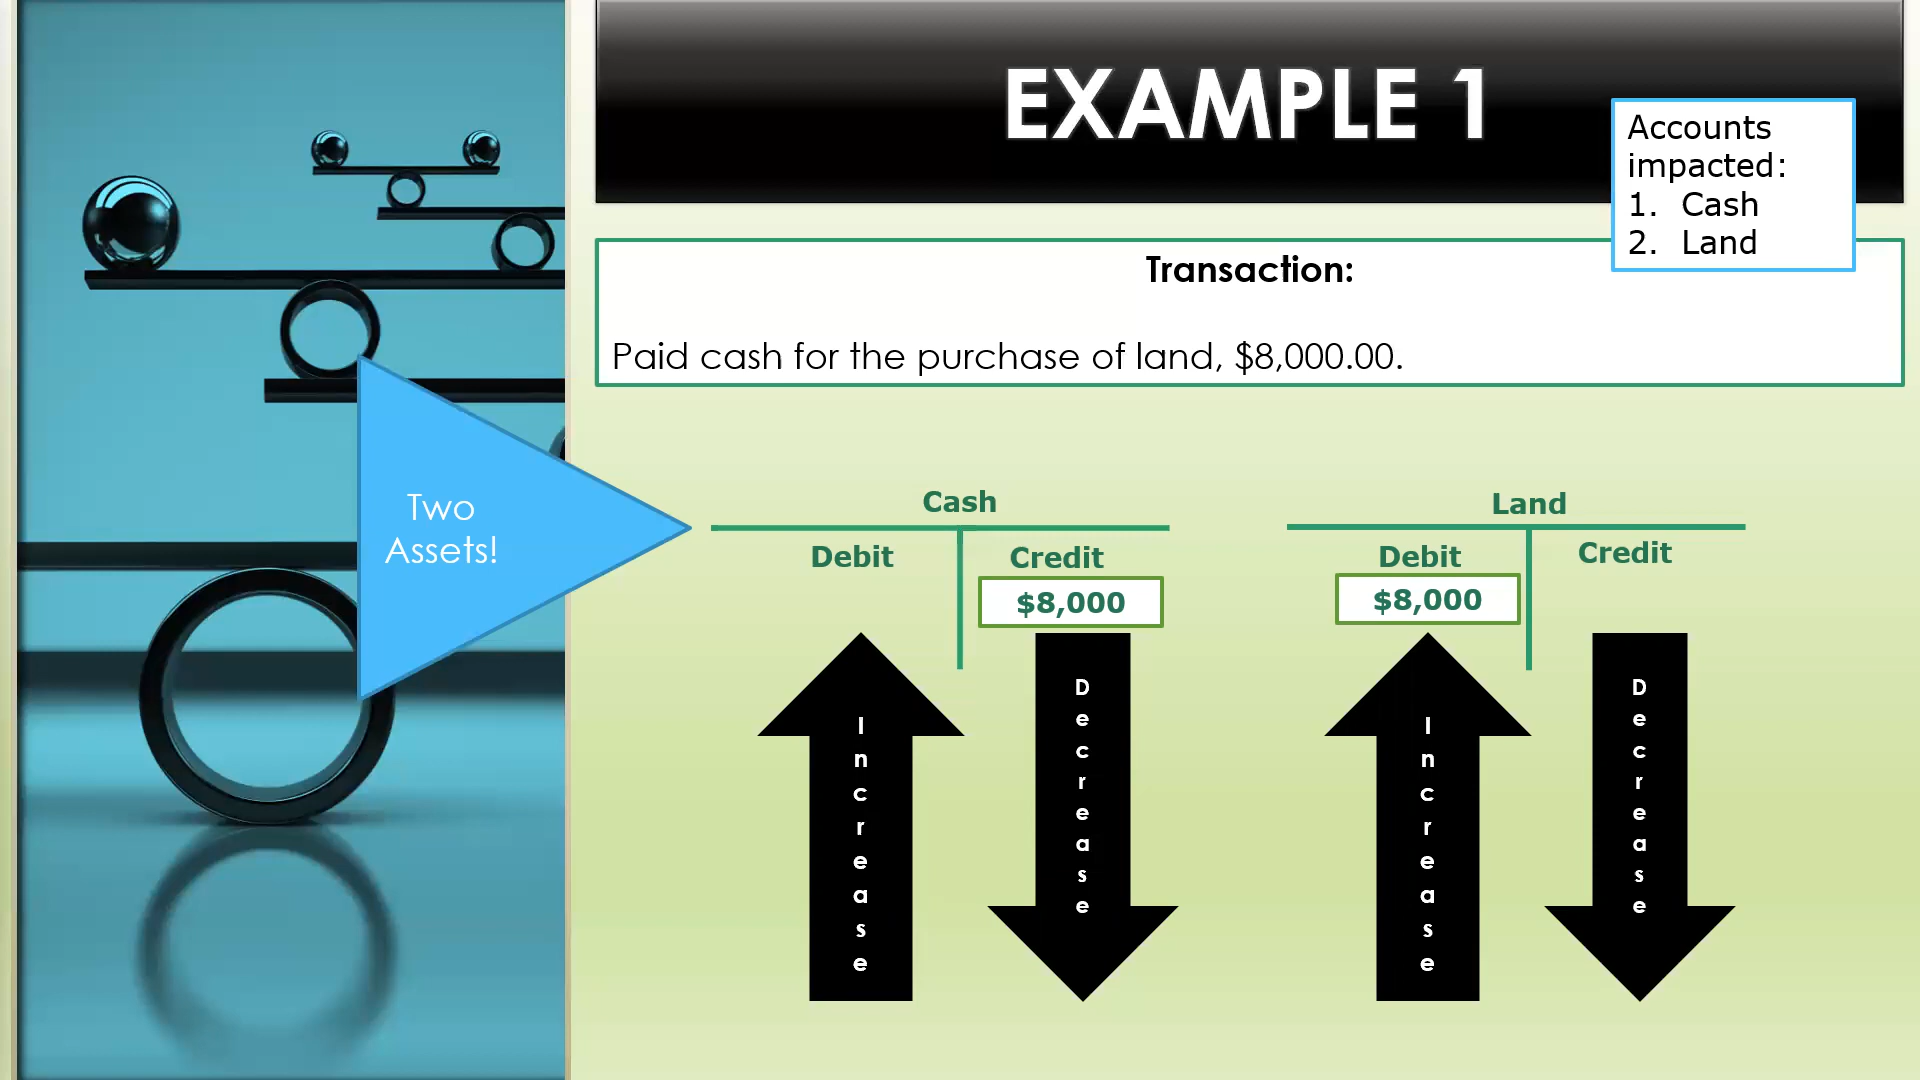 EXAMPLE 1
Accounts
impacted:
1. Cash
2. Land
Transaction:
Paid cash for the purchase of land, $8,000.00.
Two
Assets!
Cash
Debit
Credit
$8,000
Increase
Decrease
Land
Debit
Credit
$8,000
Increase
Decrease